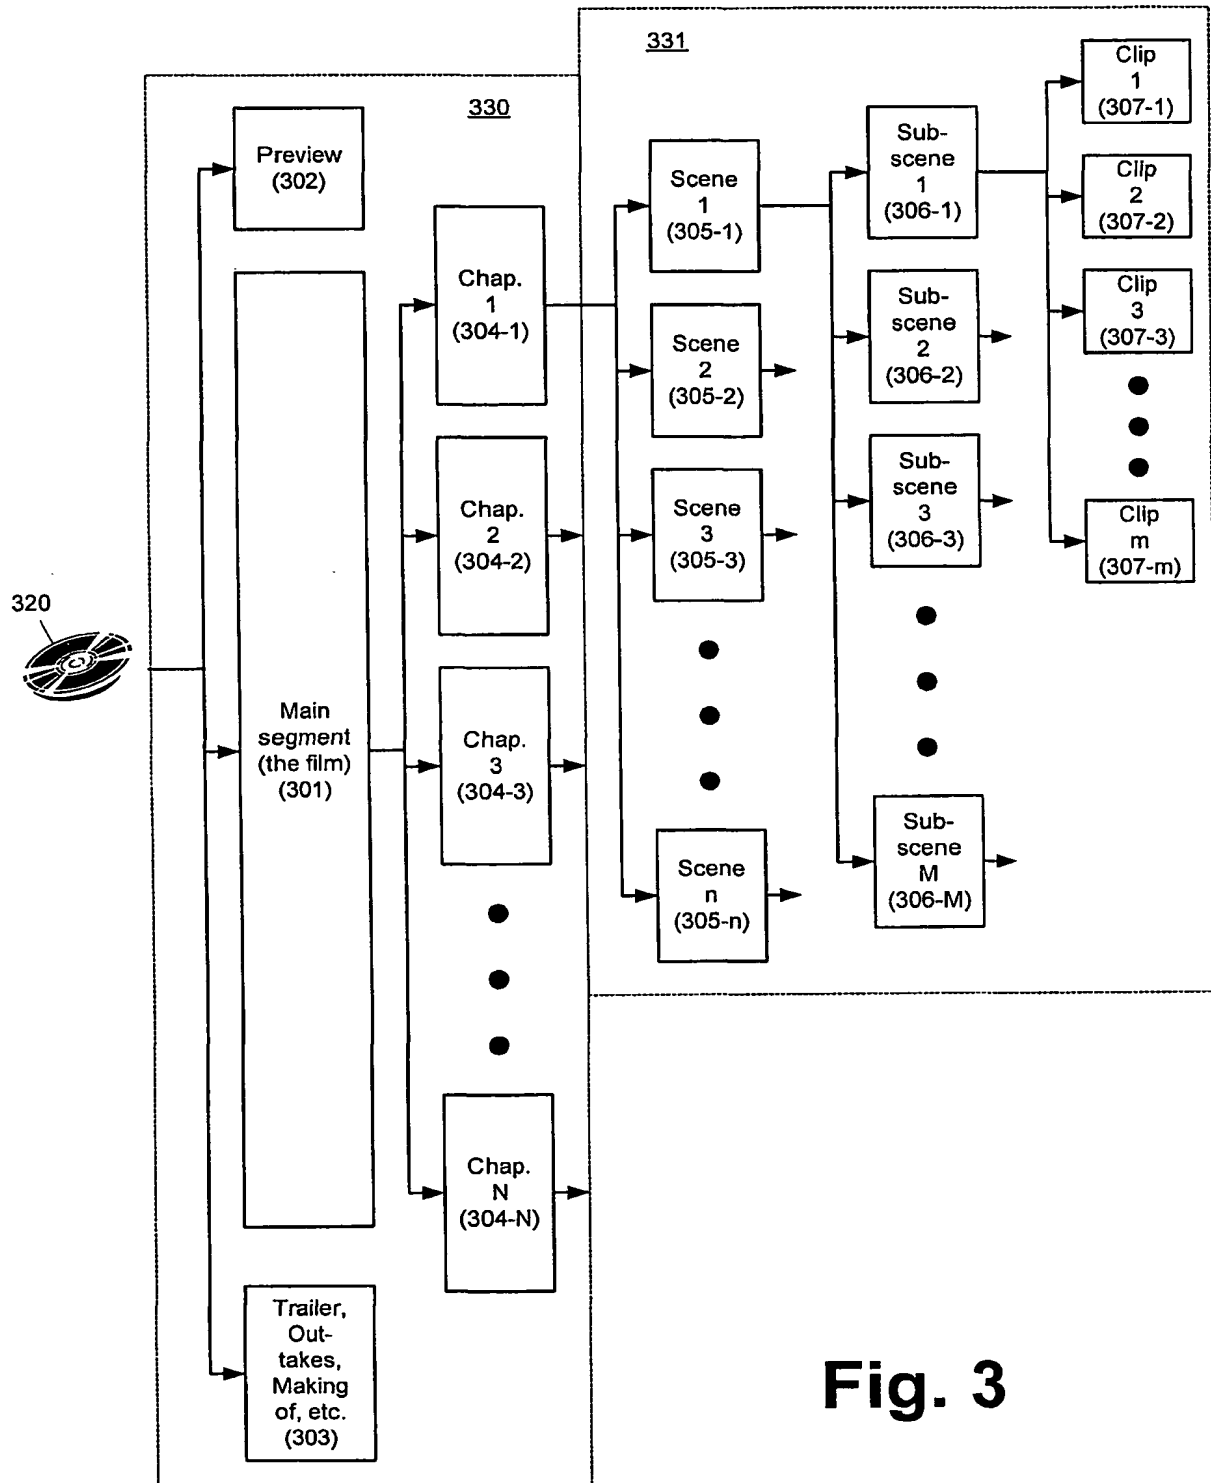 331
330
320
Preview
(302)
Main
segment
(the film)
(301)
Trailer,
Out-
takes,
Making
of, etc.
(303)
Chap.
1
(304-1)
Chap.
2
(304-2)
Chap.
3
(304-3)
Chap.
N
(304-N)
Scene
1
(305-1)
Scene
2
(305-2)
Scene
3
(305-3)
Scene
n
(305-n)
Sub-
scene
1
(306-1)
Sub-
scene
2
(306-2)
Sub-
scene
3
(306-3)
Sub-
scene
M
(306-M)
Clip
1
(307-1)
Clip
2
(307-2)
Clip
3
(307-3)
Clip
m
(307-m)
Fig. 3